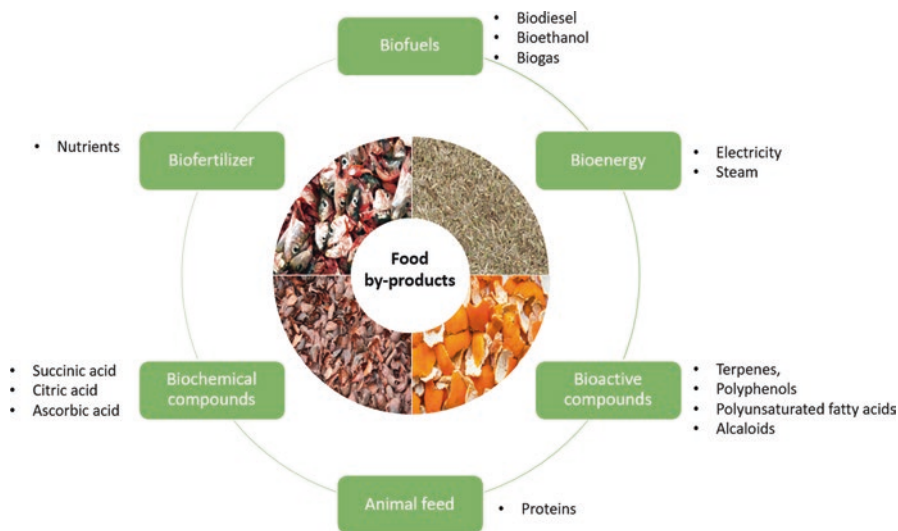 Biofuels
• Biodiesel
• Bioethanol
• Biogas
• Nutrients
Biofertilizer
Bioenergy
• Electricity
• Steam
Food
by-products
• Succinic acid
• Citric acid
• Ascorbic acid
Biochemical
compounds
Bioactive
compounds
• Terpenes,
• Polyphenols
• Polyunsaturated fatty acids
• Alcaloids
Animal feed
• Proteins